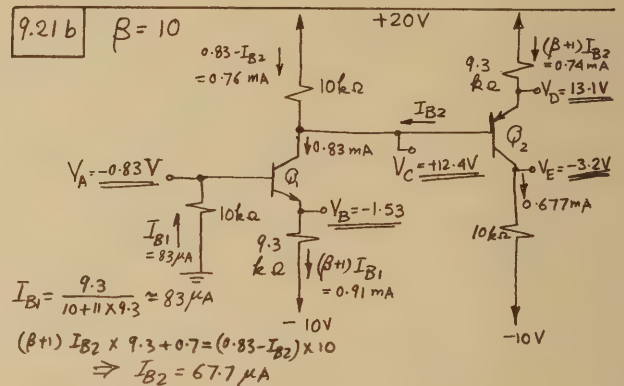 9.21 b
β = 10
+20V
0.83-I_B2
= 0.76 mA
10kΩ
9.3
kΩ
(β+1) I_B2
= 0.74 mA
V_D= 13.1V
I_B2
Q_2
0.83 mA
V_C= +12.4V
V_E= -3.2V
0.677mA
V_A= -0.83V
Q_1
10kΩ
I_B1
= 83μA
V_B= -1.53
9.3
kΩ
(β+1) I_B1
= 0.91 mA
10kΩ
-10V
-10V
I_B1= 9.3 / 10+11×9.3 ≃ 83μA
(β+1) I_B2 × 9.3+0.7= (0.83-I_B2) ×10
⇒ I_B2 = 67.7 μA